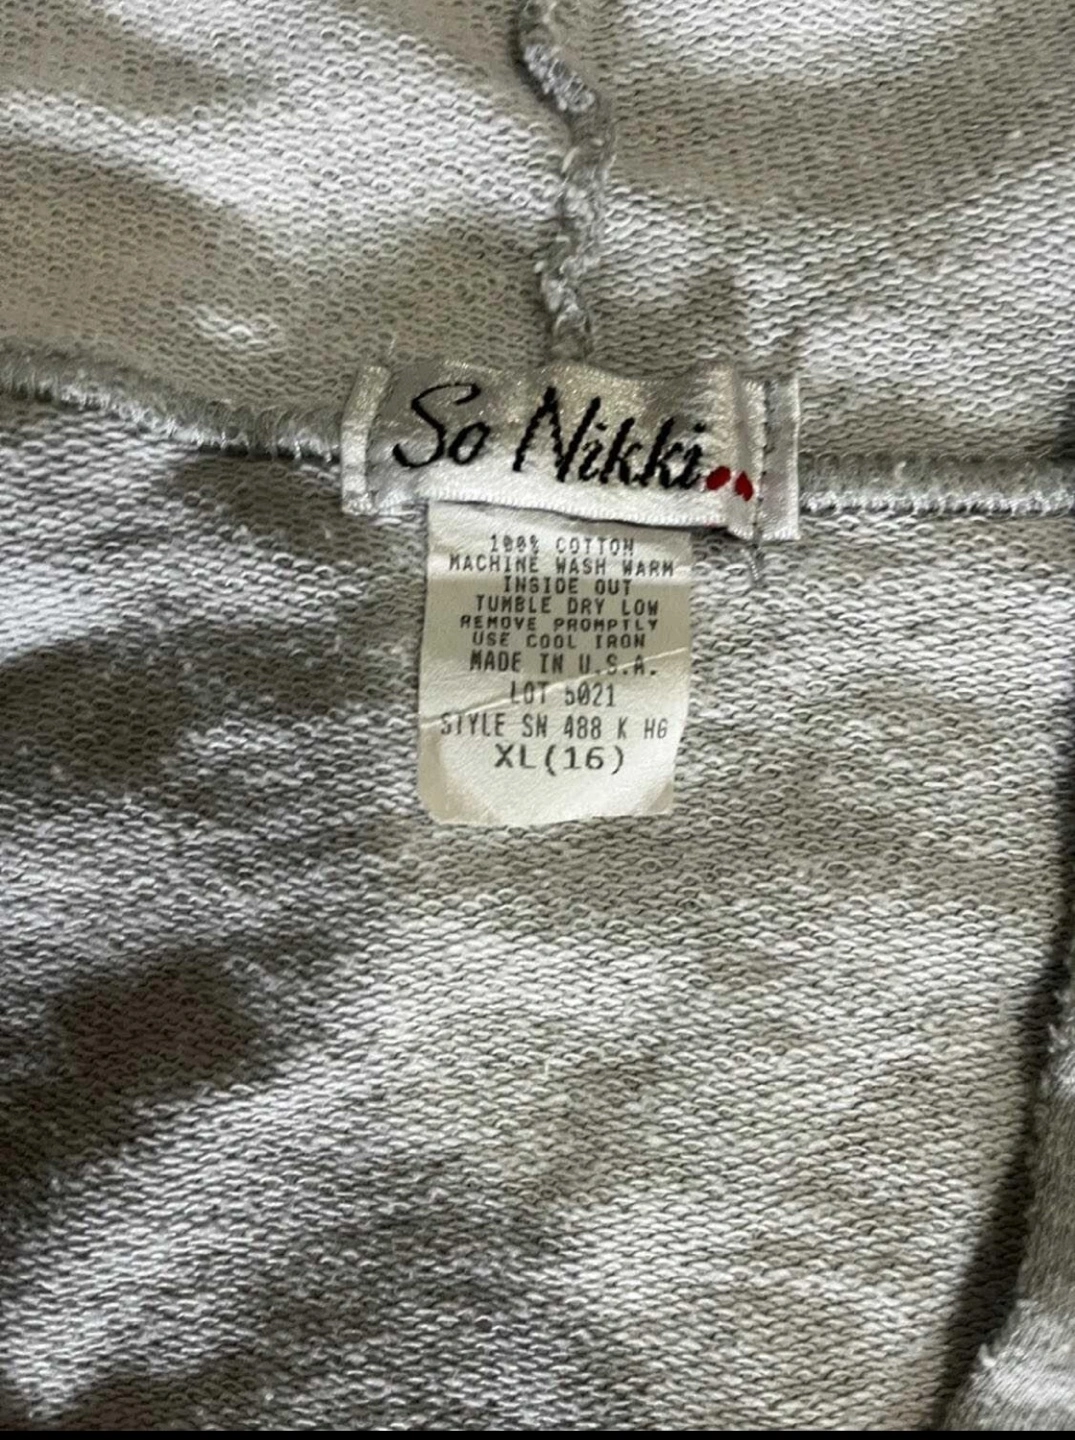 So Nikki..
100% COTTON
MACHINE WASH WARM
INSIDE OUT
TUMBLE DRY LOW
REMOVE PROMPTLY
USE COOL IRON
MADE IN U.S.A.
LOT 5021
STYLE SN 488 K HG
XL(16)